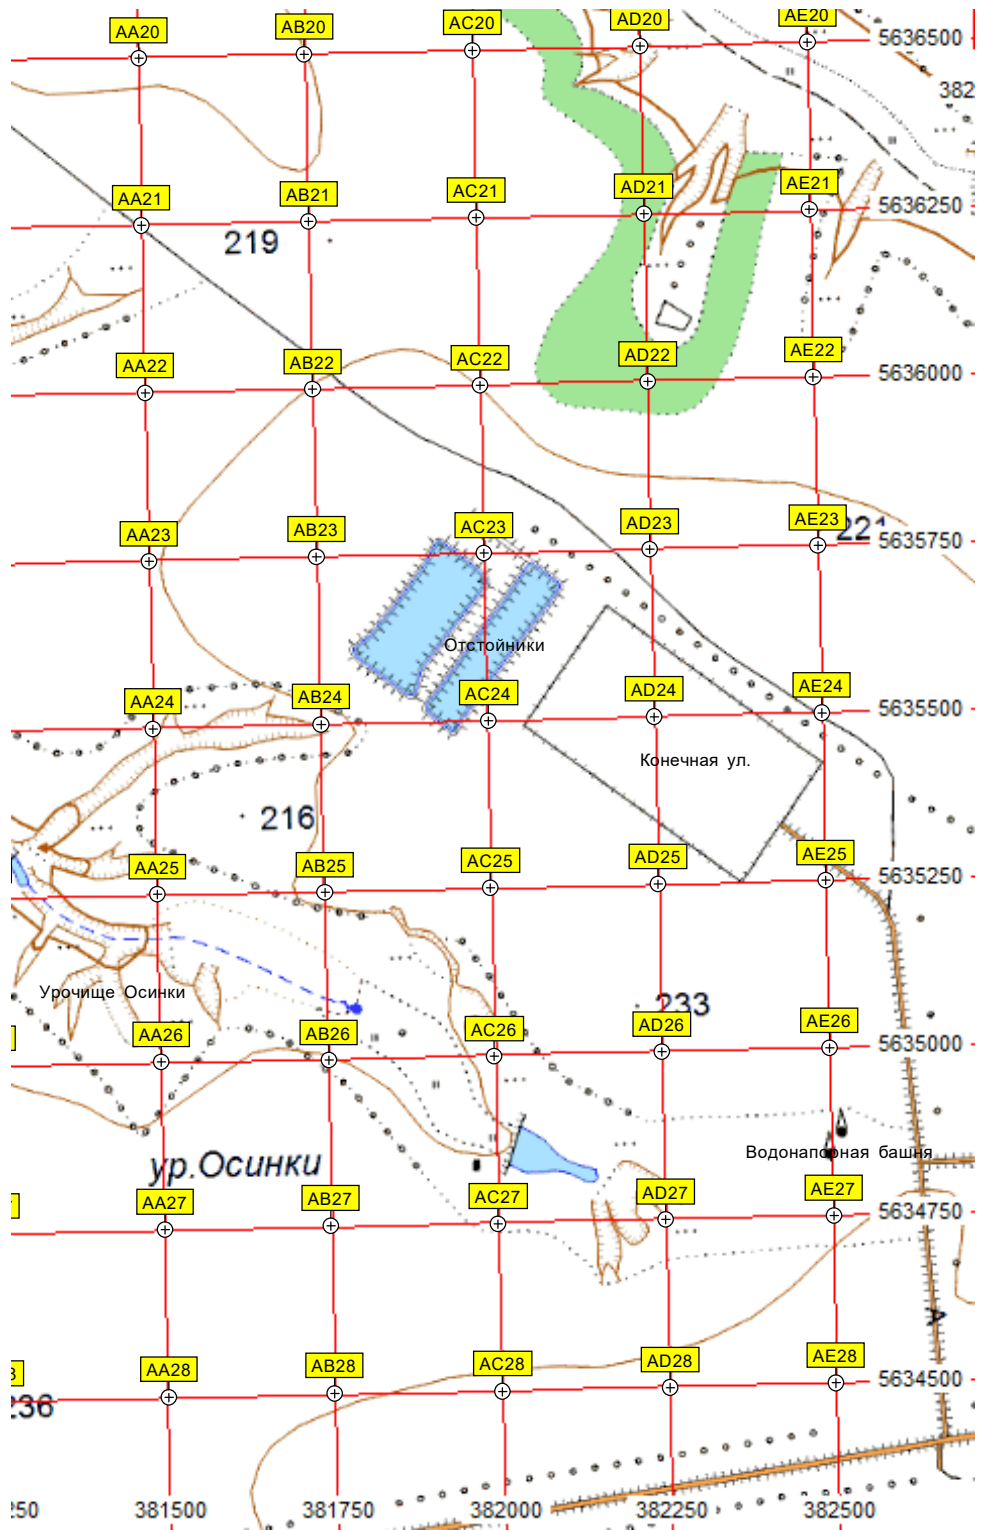 AA20 AB20 AC20 AD20 AE20
5636500
382
AA21 AB21 AC21 AD21 AE21
5636250
219
AA22 AB22 AC22 AD22 AE22
5636000
AA23 AB23 AC23 AD23 AE23
221
5635750
Отстойники
AA24 AB24 AC24 AD24 AE24
5635500
Конечная ул.
216
AA25 AB25 AC25 AD25 AE25
5635250
Урочище Осинки
233
AA26 AB26 AC26 AD26 AE26
5635000
Водонапорная башня
ур.Осинки
AA27 AB27 AC27 AD27 AE27
5634750
А
AA28 AB28 AC28 AD28 AE28
5634500
236
250 381500 381750 382000 382250 382500